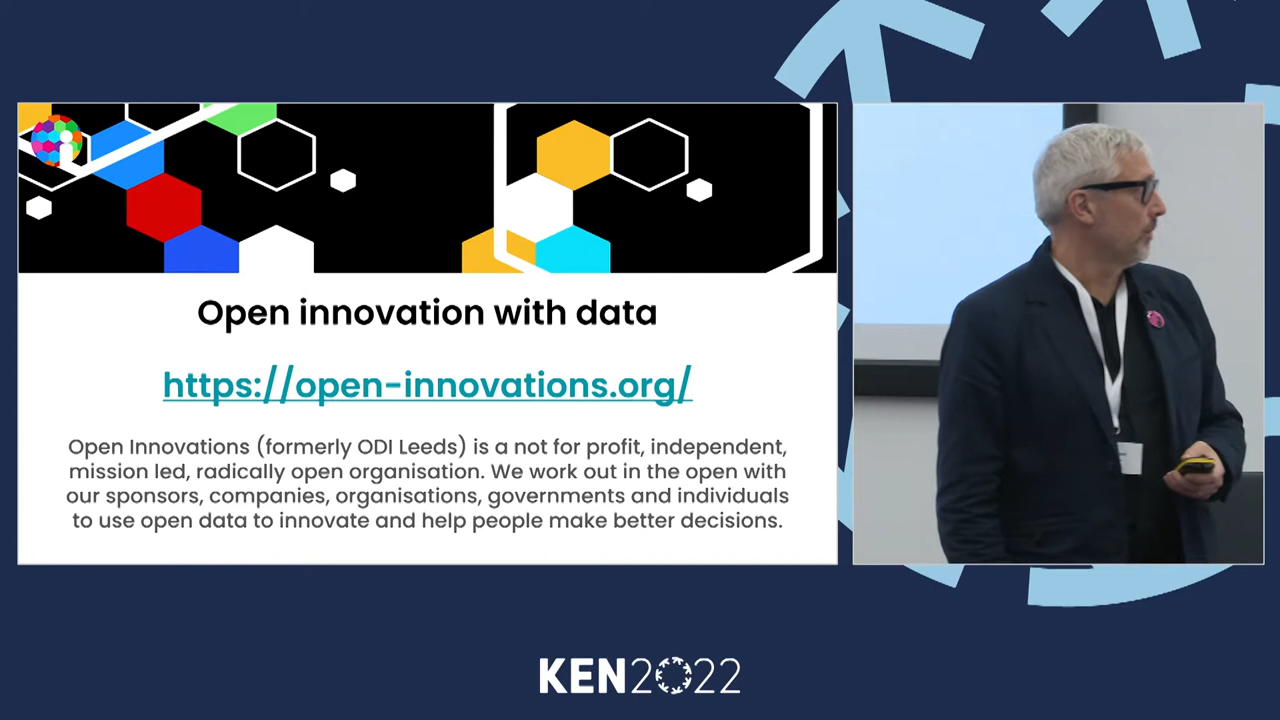 Open innovation with data
https://open-innovations.org/
Open Innovations (formerly ODI Leeds) is a not for profit, independent,
mission led, radically open organisation. We work out in the open with
our sponsors, companies, organisations, governments and individuals
to use open data to innovate and help people make better decisions.
KEN2022